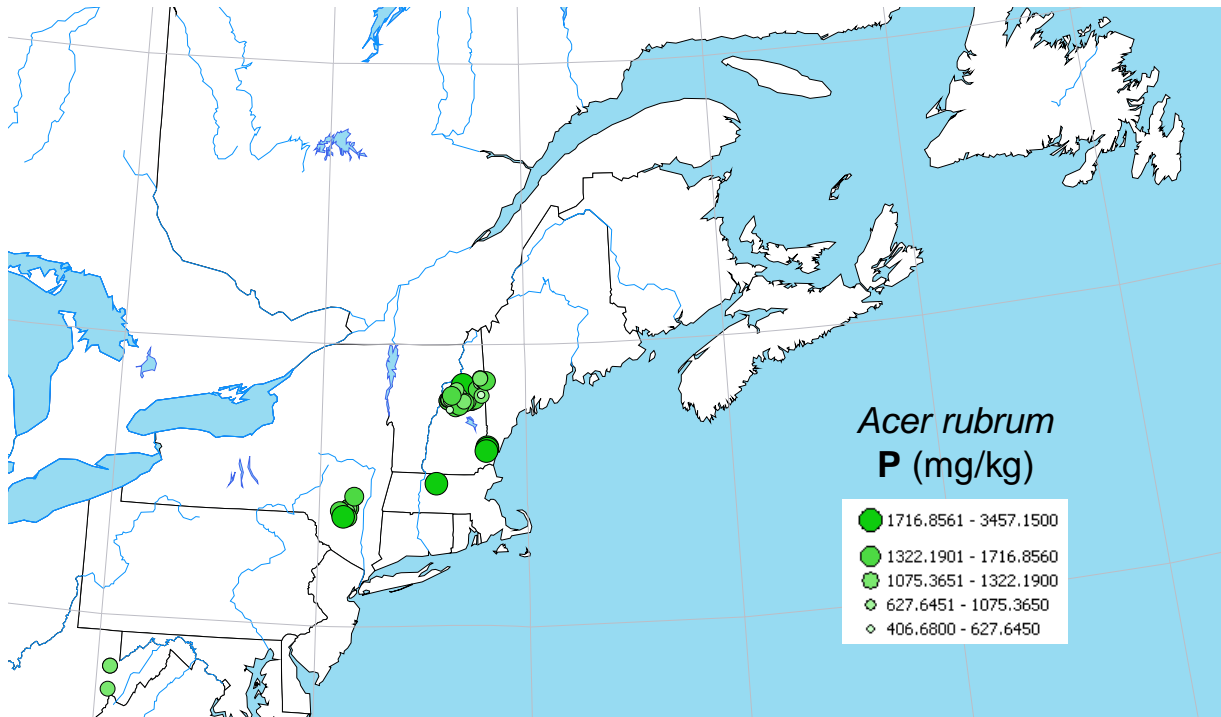 Acer rubrum
P (mg/kg)
1716.8561 - 3457.1500
1322.1901 - 1716.8560
1075.3651 - 1322.1900
627.6451 - 1075.3650
406.6800 - 627.6450